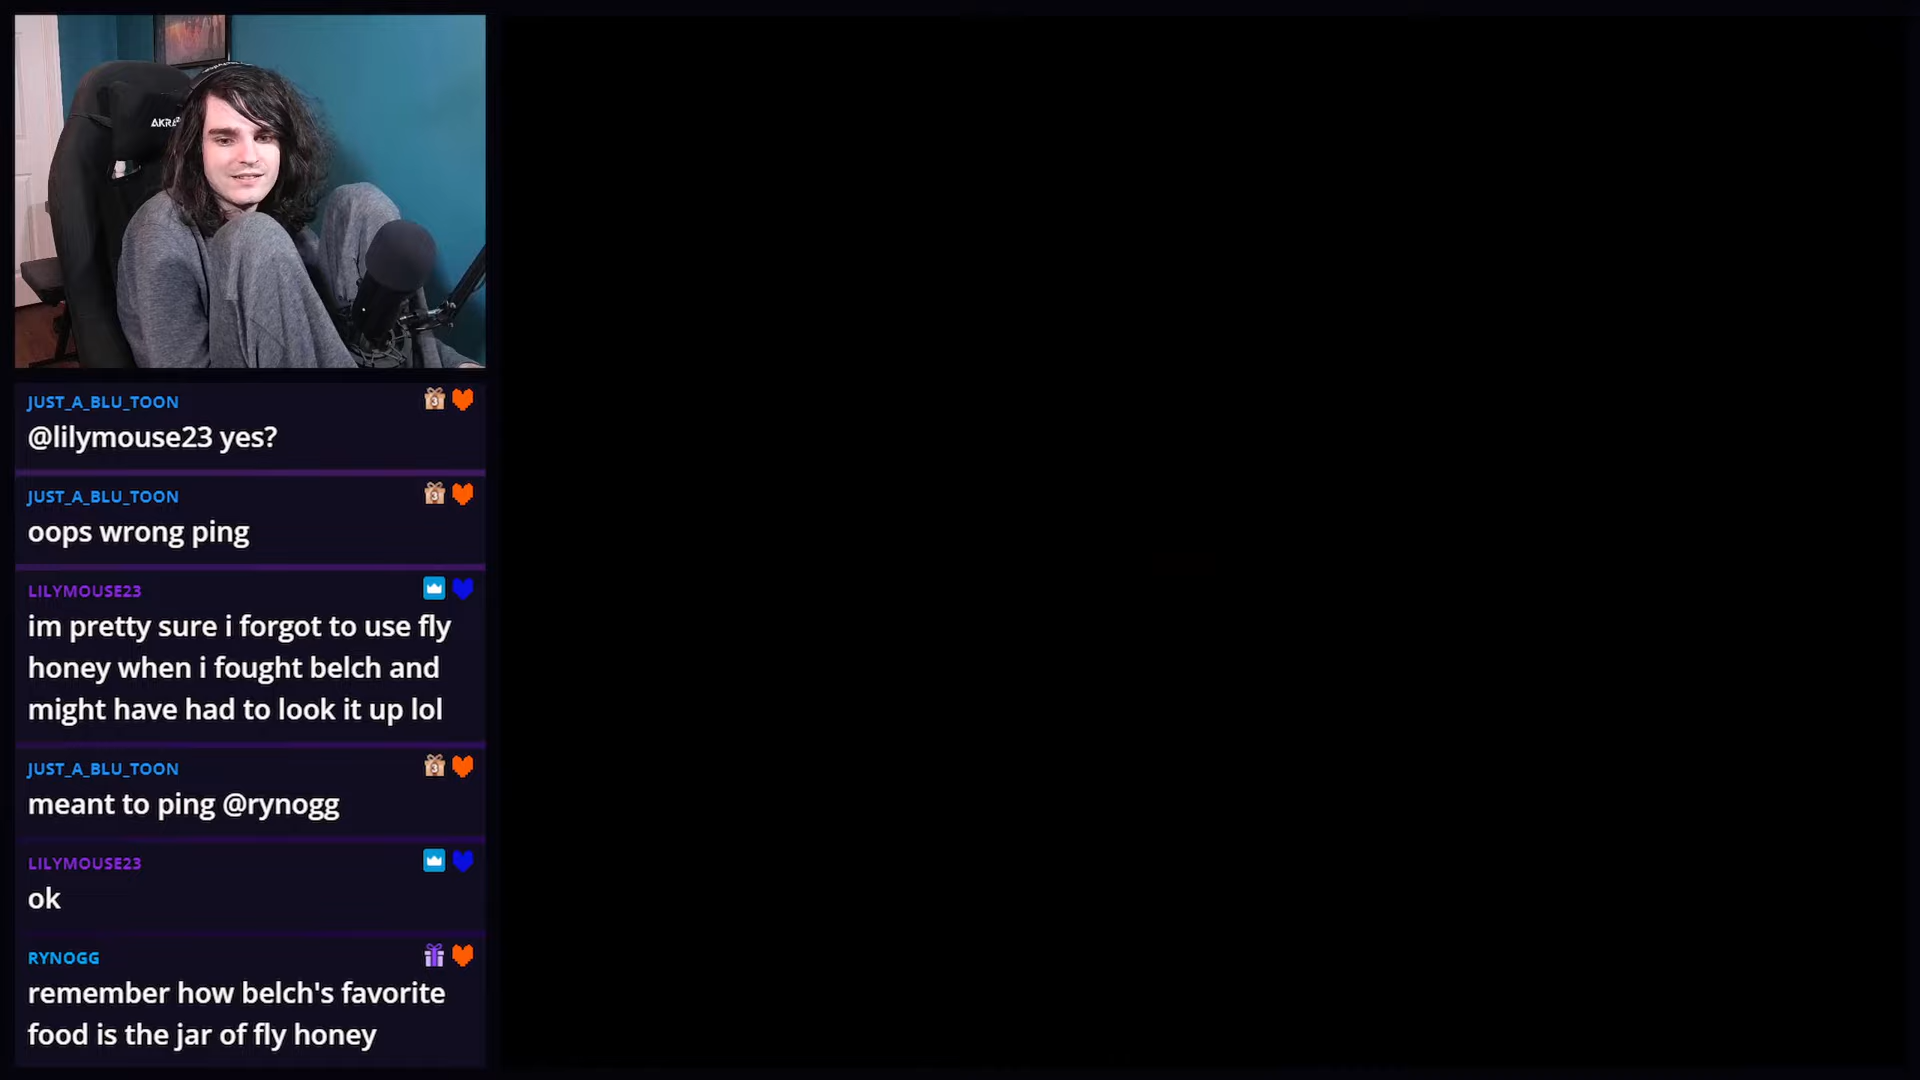 AKRA
JUST_A_BLU_TOON
@lilymouse23 yes?
JUST_A_BLU_TOON
oops wrong ping
LILYMOUSE23
im pretty sure i forgot to use fly
honey when i fought belch and
might have had to look it up lol
JUST_A_BLU_TOON
meant to ping @rynogg
LILYMOUSE23
ok
RYNOGG
remember how belch's favorite
food is the jar of fly honey